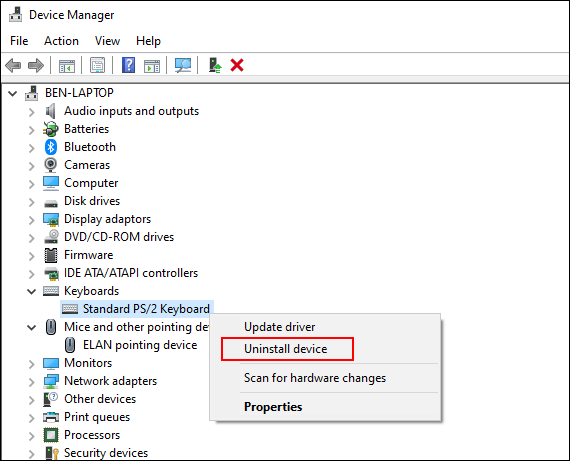 Device Manager
File Action View Help
BEN-LAPTOP
Audio inputs and outputs
Batteries
Bluetooth
Cameras
Computer
Disk drives
Display adaptors
DVD/CD-ROM drives
Firmware
IDE ATA/ATAPI controllers
Keyboards
Standard PS/2 Keyboard
Mice and other pointing de
ELAN pointing device
Monitors
Network adapters
Other devices
Print queues
Processors
Security devices
Update driver
Uninstall device
Scan for hardware changes
Properties